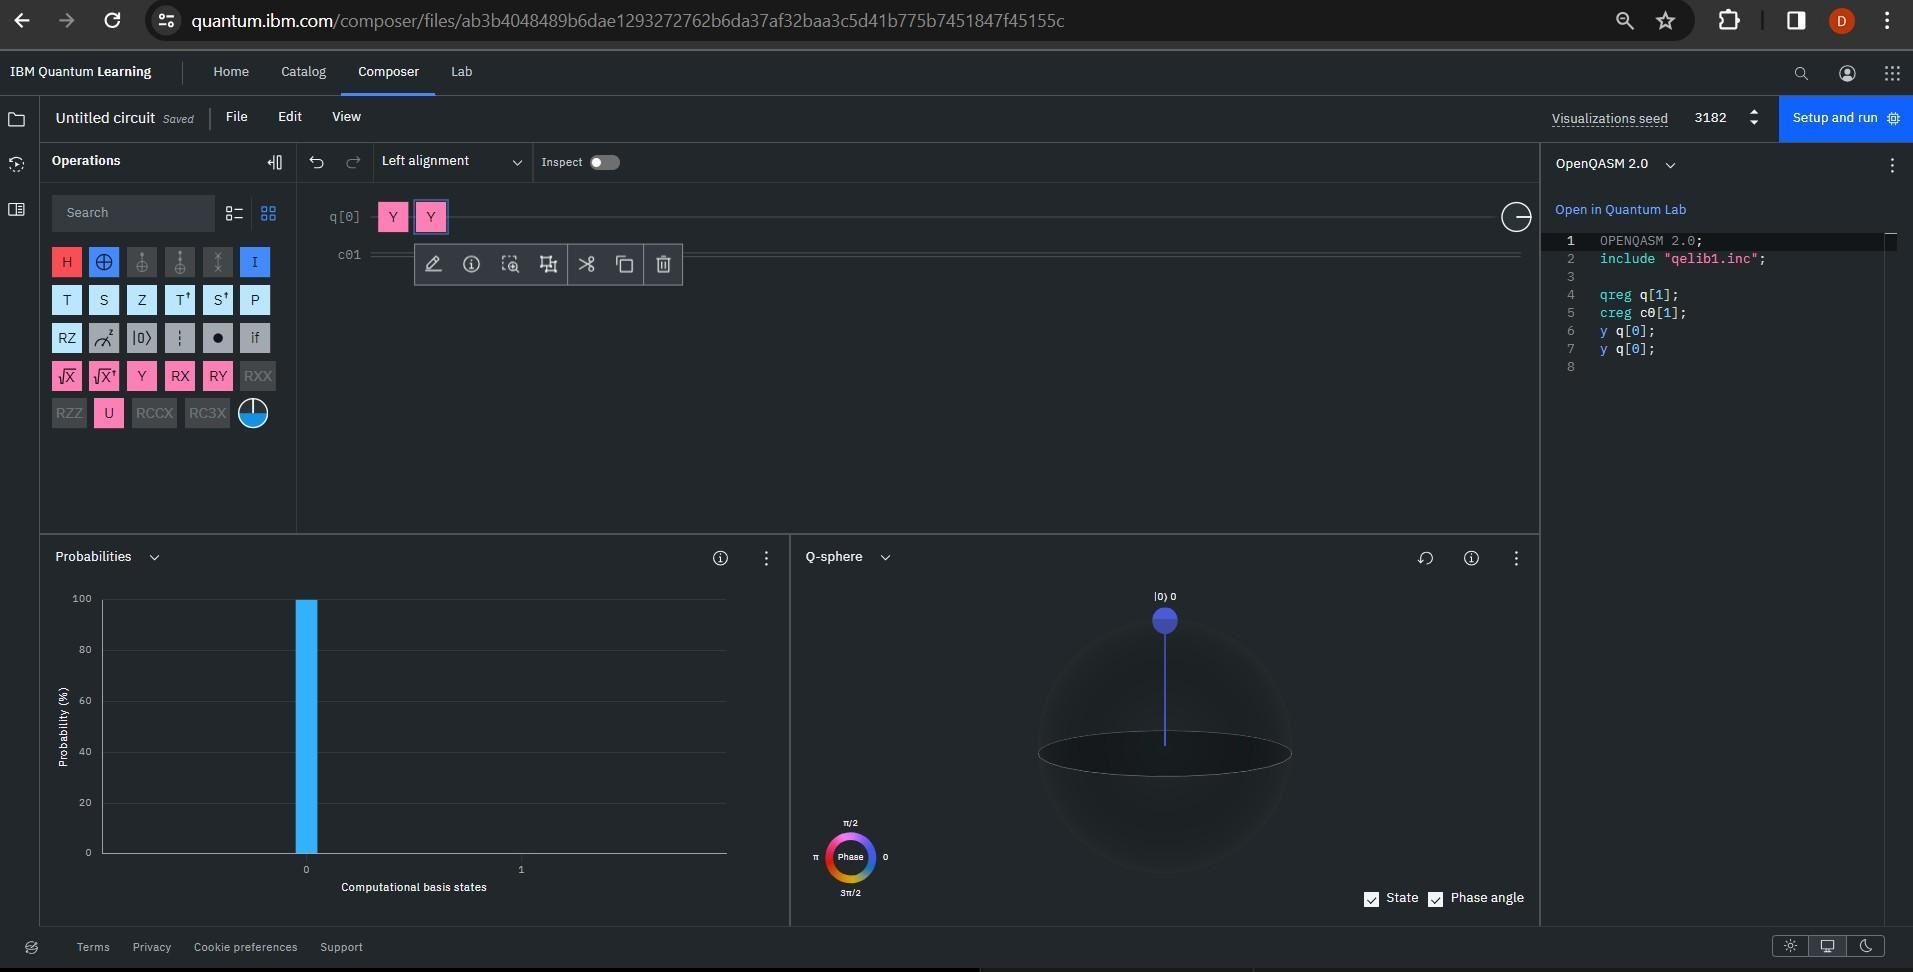 quantum.ibm.com/composer/files/ab3b4048489b6dae1293272762b6da37af32baa3c5d41b775b7451847f45155c
D
IBM Quantum Learning Home Catalog Composer Lab
Untitled circuit Saved File Edit View Visualizations seed 3182 Setup and run
Operations
Left alignment
Inspect
OpenQASM 2.0
Search
q[0] Y Y
c01
Open in Quantum Lab
H I
T S Z T† S† P
RZ z |0⟩ if
√X √X† Y RX RY RXX
RZZ U RCCX RC3X
1 OPENQASM 2.0;
2 include "qelib1.inc";
3
4 qreg q[1];
5 creg c0[1];
6 y q[0];
7 y q[0];
8
Probabilities
100
80
60
40
20
0
Probability (%)
0 1
Computational basis states
Q-sphere
|0⟩ 0
π/2
π Phase 0
3π/2
State Phase angle
Terms Privacy Cookie preferences Support